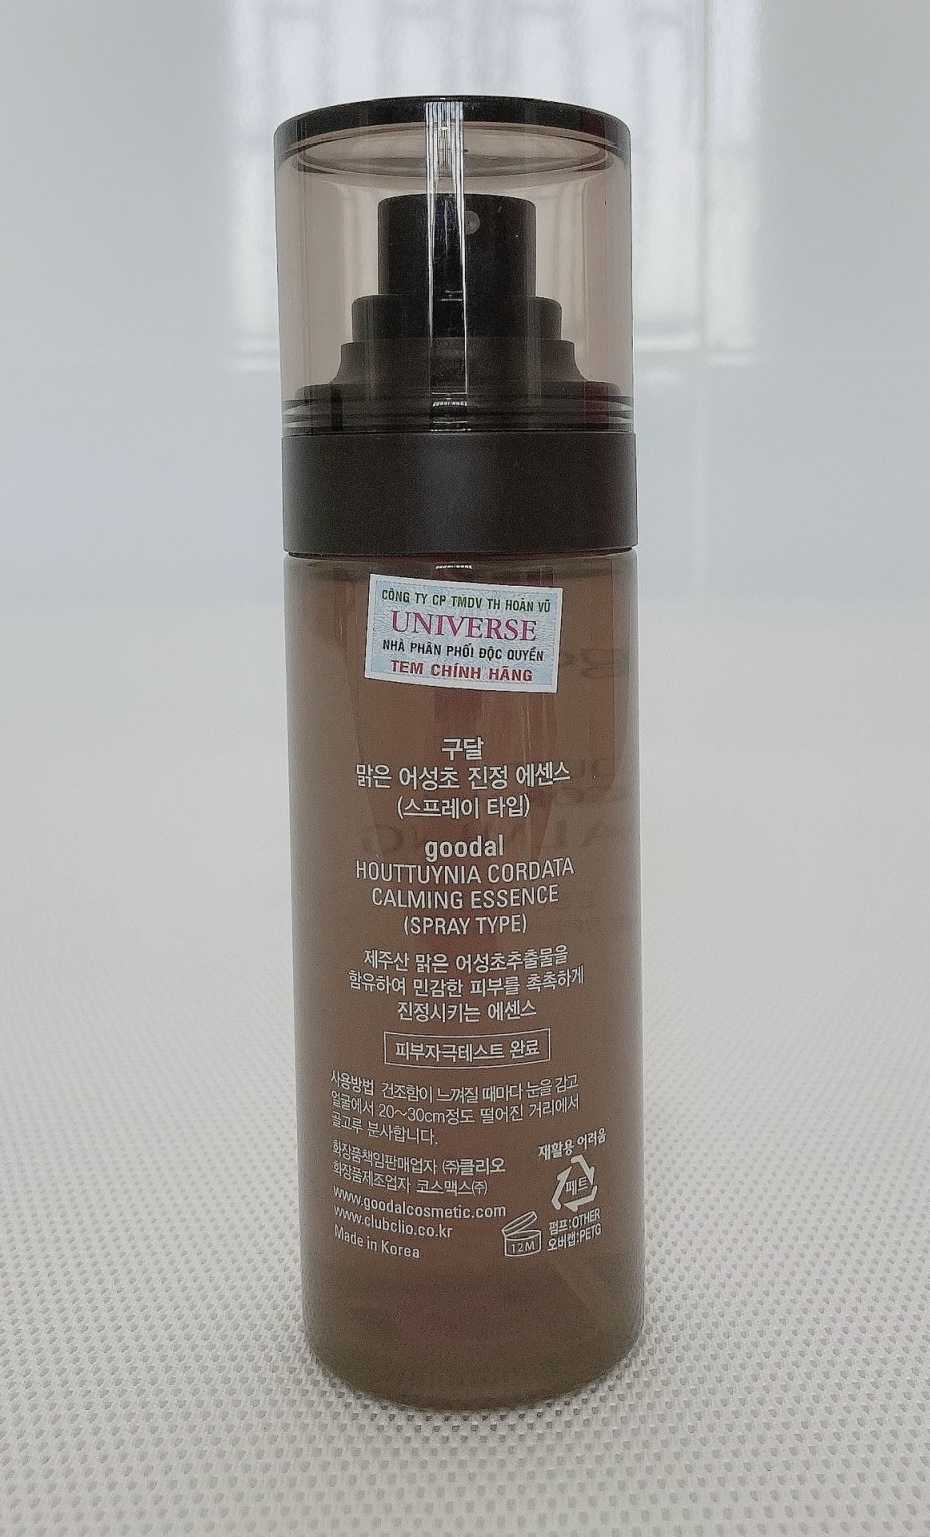 CÔNG TY CP TMDV TH HOÀN VŨ
UNIVERSE
NHÀ PHÂN PHỐI ĐỘC QUYỀN
TEM CHÍNH HÃNG
구달
맑은 어성초 진정 에센스
(스프레이 타입)
goodal
HOUTTUYNIA CORDATA
CALMING ESSENCE
(SPRAY TYPE)
제주산 맑은 어성초추출물을
함유하여 민감한 피부를 촉촉하게
진정시키는 에센스
피부자극테스트 완료
사용방법 건조함이 느껴질 때마다 눈을 감고
얼굴에서 20~30cm정도 떨어진 거리에서
골고루 분사합니다.
화장품책임판매업자 ㈜클리오
화장품제조업자 코스맥스㈜
www.goodalcosmetic.com
www.clubclio.co.kr
Made in Korea
재활용 어려움
페트
펌프:OTHER
오버캡:PETG
12M